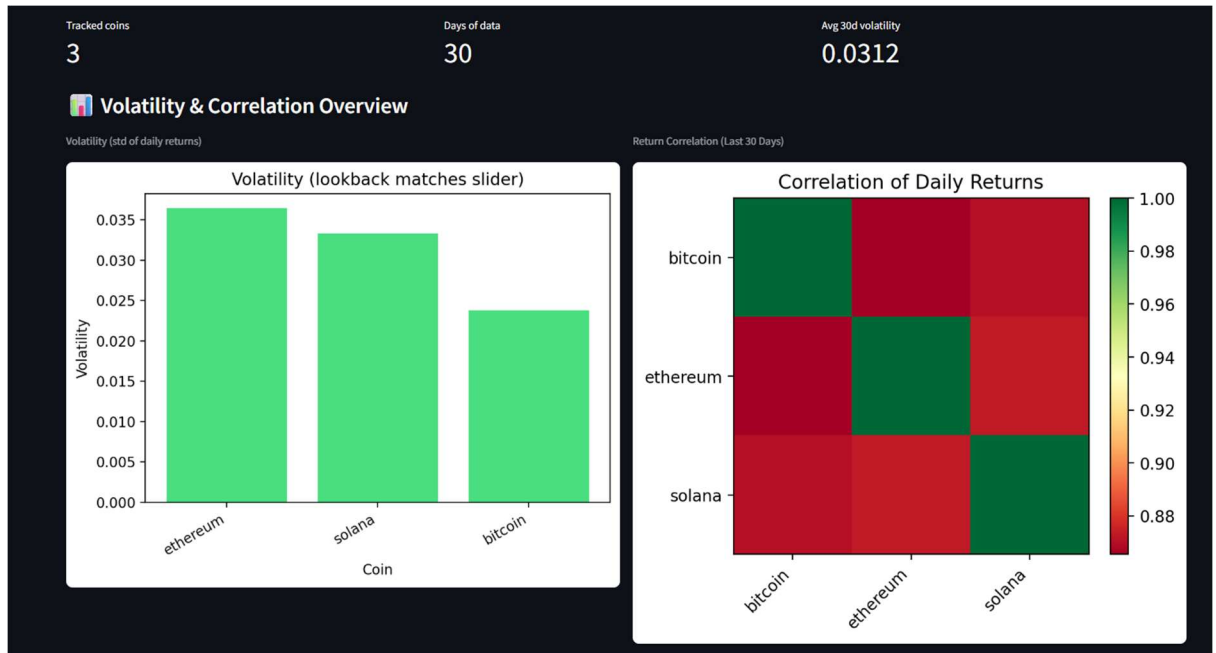 Tracked coins
3
Days of data
30
Avg 30d volatility
0.0312
📊 Volatility & Correlation Overview
Volatility (std of daily returns)
Volatility (lookback matches slider)
Volatility
0.035
0.030
0.025
0.020
0.015
0.010
0.005
0.000
ethereum
solana
bitcoin
Coin
Return Correlation (Last 30 Days)
Correlation of Daily Returns
bitcoin
ethereum
solana
bitcoin
ethereum
solana
1.00
0.98
0.96
0.94
0.92
0.90
0.88